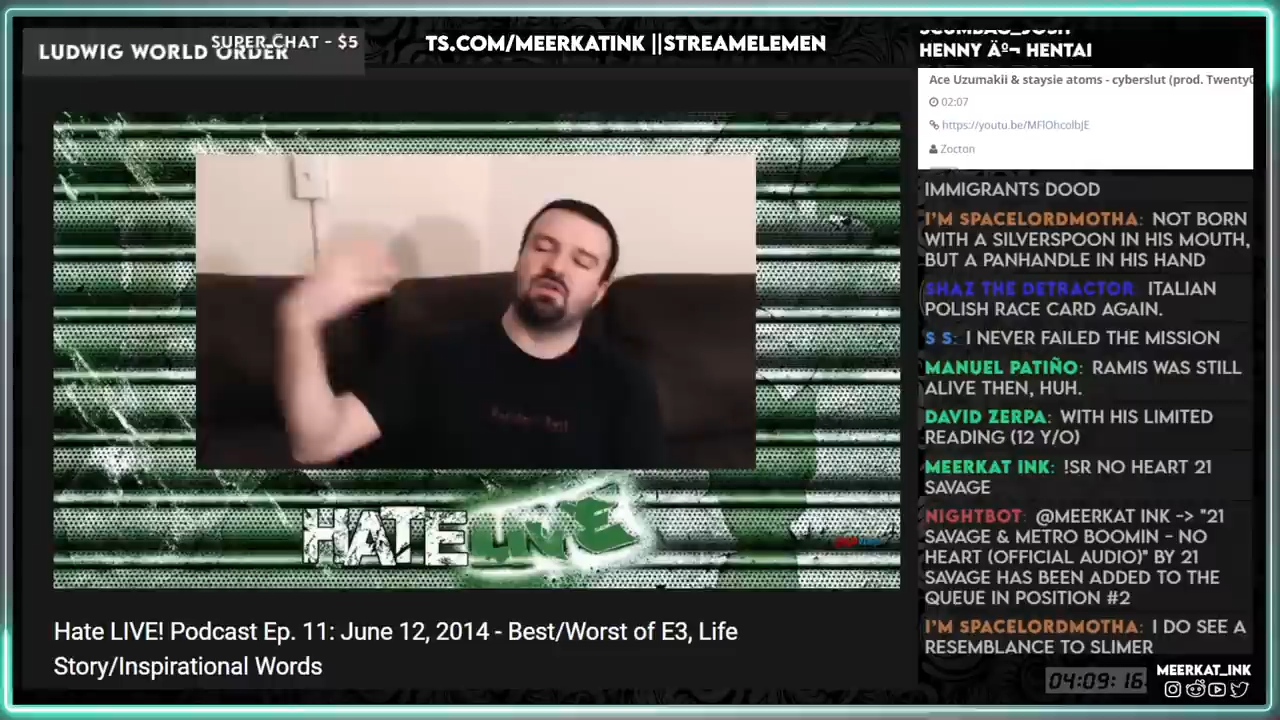 LUDWIG WORLD ORDER
SUPER CHAT - $5
TS.COM/MEERKATINK ||STREAMELEMEN
HENNY Äº¬ HENTAI
Ace Uzumakii & staysie atoms - cyberslut (prod. Twenty
02:07
https://youtu.be/MFlOhcolbJE
Zocton
IMMIGRANTS DOOD
I'M SPACELORDMOTHA: NOT BORN
WITH A SILVERSPOON IN HIS MOUTH,
BUT A PANHANDLE IN HIS HAND
SHAZ THE DETRACTOR: ITALIAN
POLISH RACE CARD AGAIN.
S S: I NEVER FAILED THE MISSION
MANUEL PATIÑO: RAMIS WAS STILL
ALIVE THEN, HUH.
DAVID ZERPA: WITH HIS LIMITED
READING (12 Y/O)
MEERKAT INK: !SR NO HEART 21
SAVAGE
NIGHTBOT: @MEERKAT INK -> "21
SAVAGE & METRO BOOMIN - NO
HEART (OFFICIAL AUDIO)" BY 21
SAVAGE HAS BEEN ADDED TO THE
QUEUE IN POSITION #2
I'M SPACELORDMOTHA: I DO SEE A
RESEMBLANCE TO SLIMER
HATE LIVE
Hate LIVE! Podcast Ep. 11: June 12, 2014 - Best/Worst of E3, Life
Story/Inspirational Words
04:09:16
MEERKAT_INK